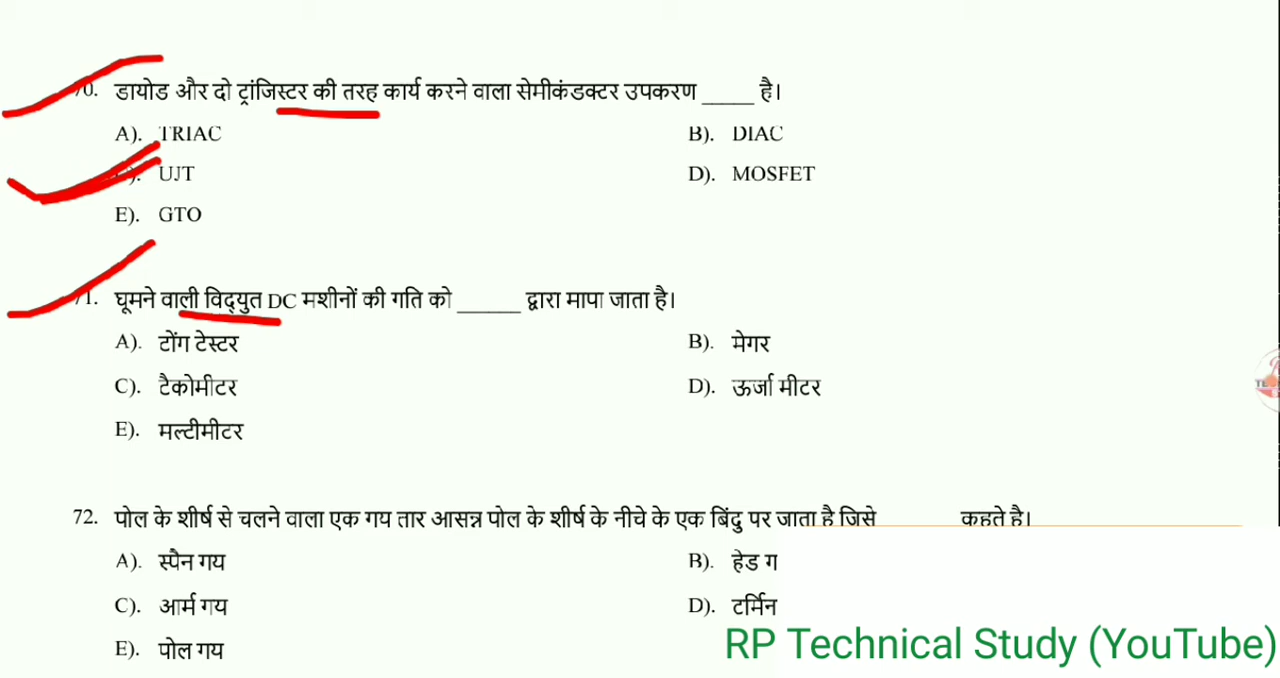 70. डायोड और दो ट्रांजिस्टर की तरह कार्य करने वाला सेमीकंडक्टर उपकरण _____ है।
A). TRIAC B). DIAC
C). UJT D). MOSFET
E). GTO
71. घूमने वाली विद्युत DC मशीनों की गति को ______ द्वारा मापा जाता है।
A). टोंग टेस्टर B). मेगर
C). टैकोमीटर D). ऊर्जा मीटर
E). मल्टीमीटर
72. पोल के शीर्ष से चलने वाला एक गय तार आसन्न पोल के शीर्ष के नीचे के एक बिंदु पर जाता है जिसे कहते है।
A). स्पैन गय B). हेड ग
C). आर्म गय D). टर्मिन
E). पोल गय
RP Technical Study (YouTube)